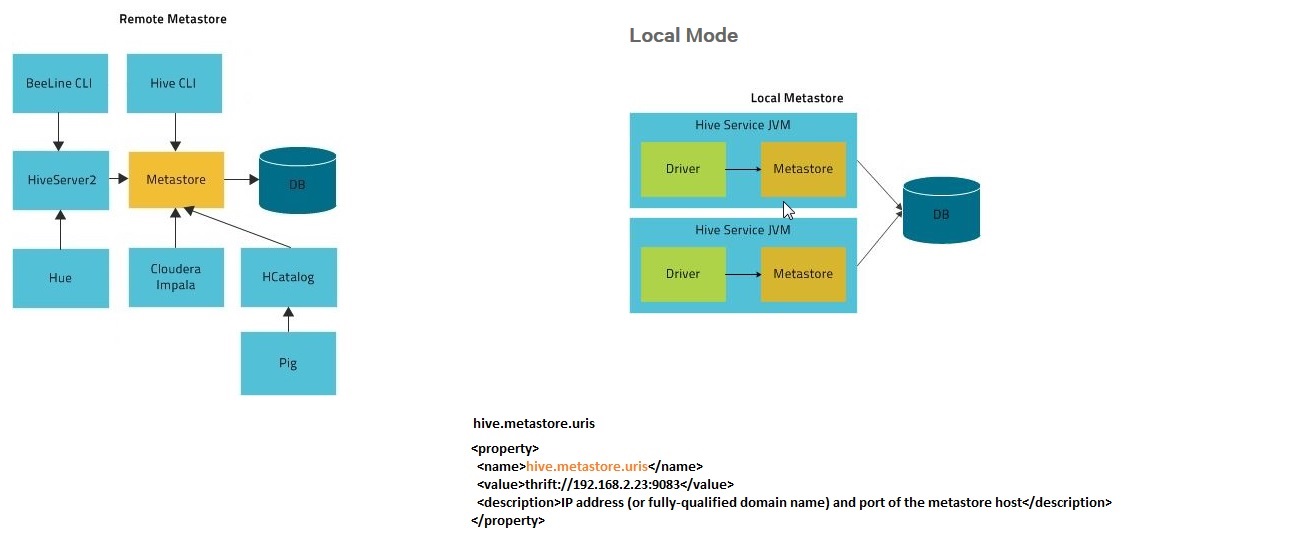 Remote Metastore
BeeLine CLI
Hive CLI
HiveServer2
Metastore
DB
Hue
Cloudera
Impala
HCatalog
Pig
Local Mode
Local Metastore
Hive Service JVM
Driver
Metastore
DB
Hive Service JVM
Driver
Metastore
hive.metastore.uris
<property>
<name>hive.metastore.uris</name>
<value>thrift://192.168.2.23:9083</value>
<description>IP address (or fully-qualified domain name) and port of the metastore host</description>
</property>